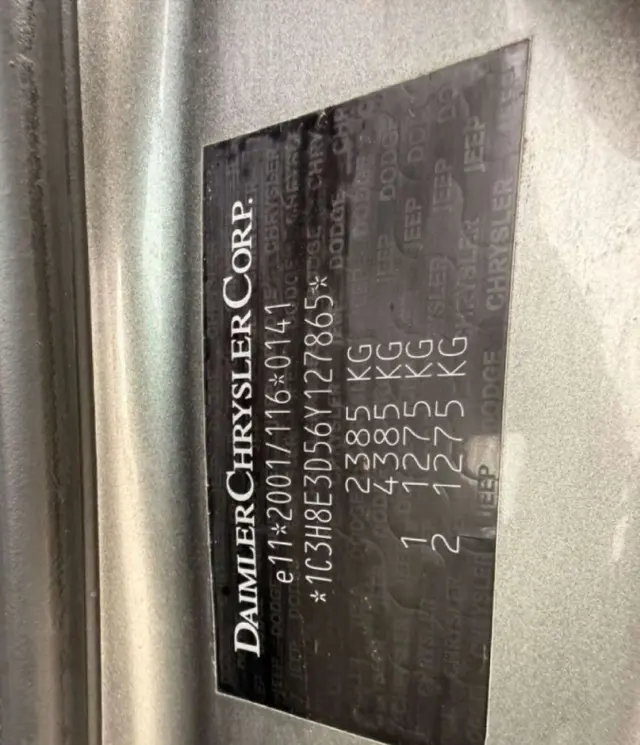 DAIMLERCHRYSLER CORP.
e11*2001/116*0141
*1C3H8E3D56Y127865*
2385 KG
4385 KG
1 1275 KG
2 1275 KG